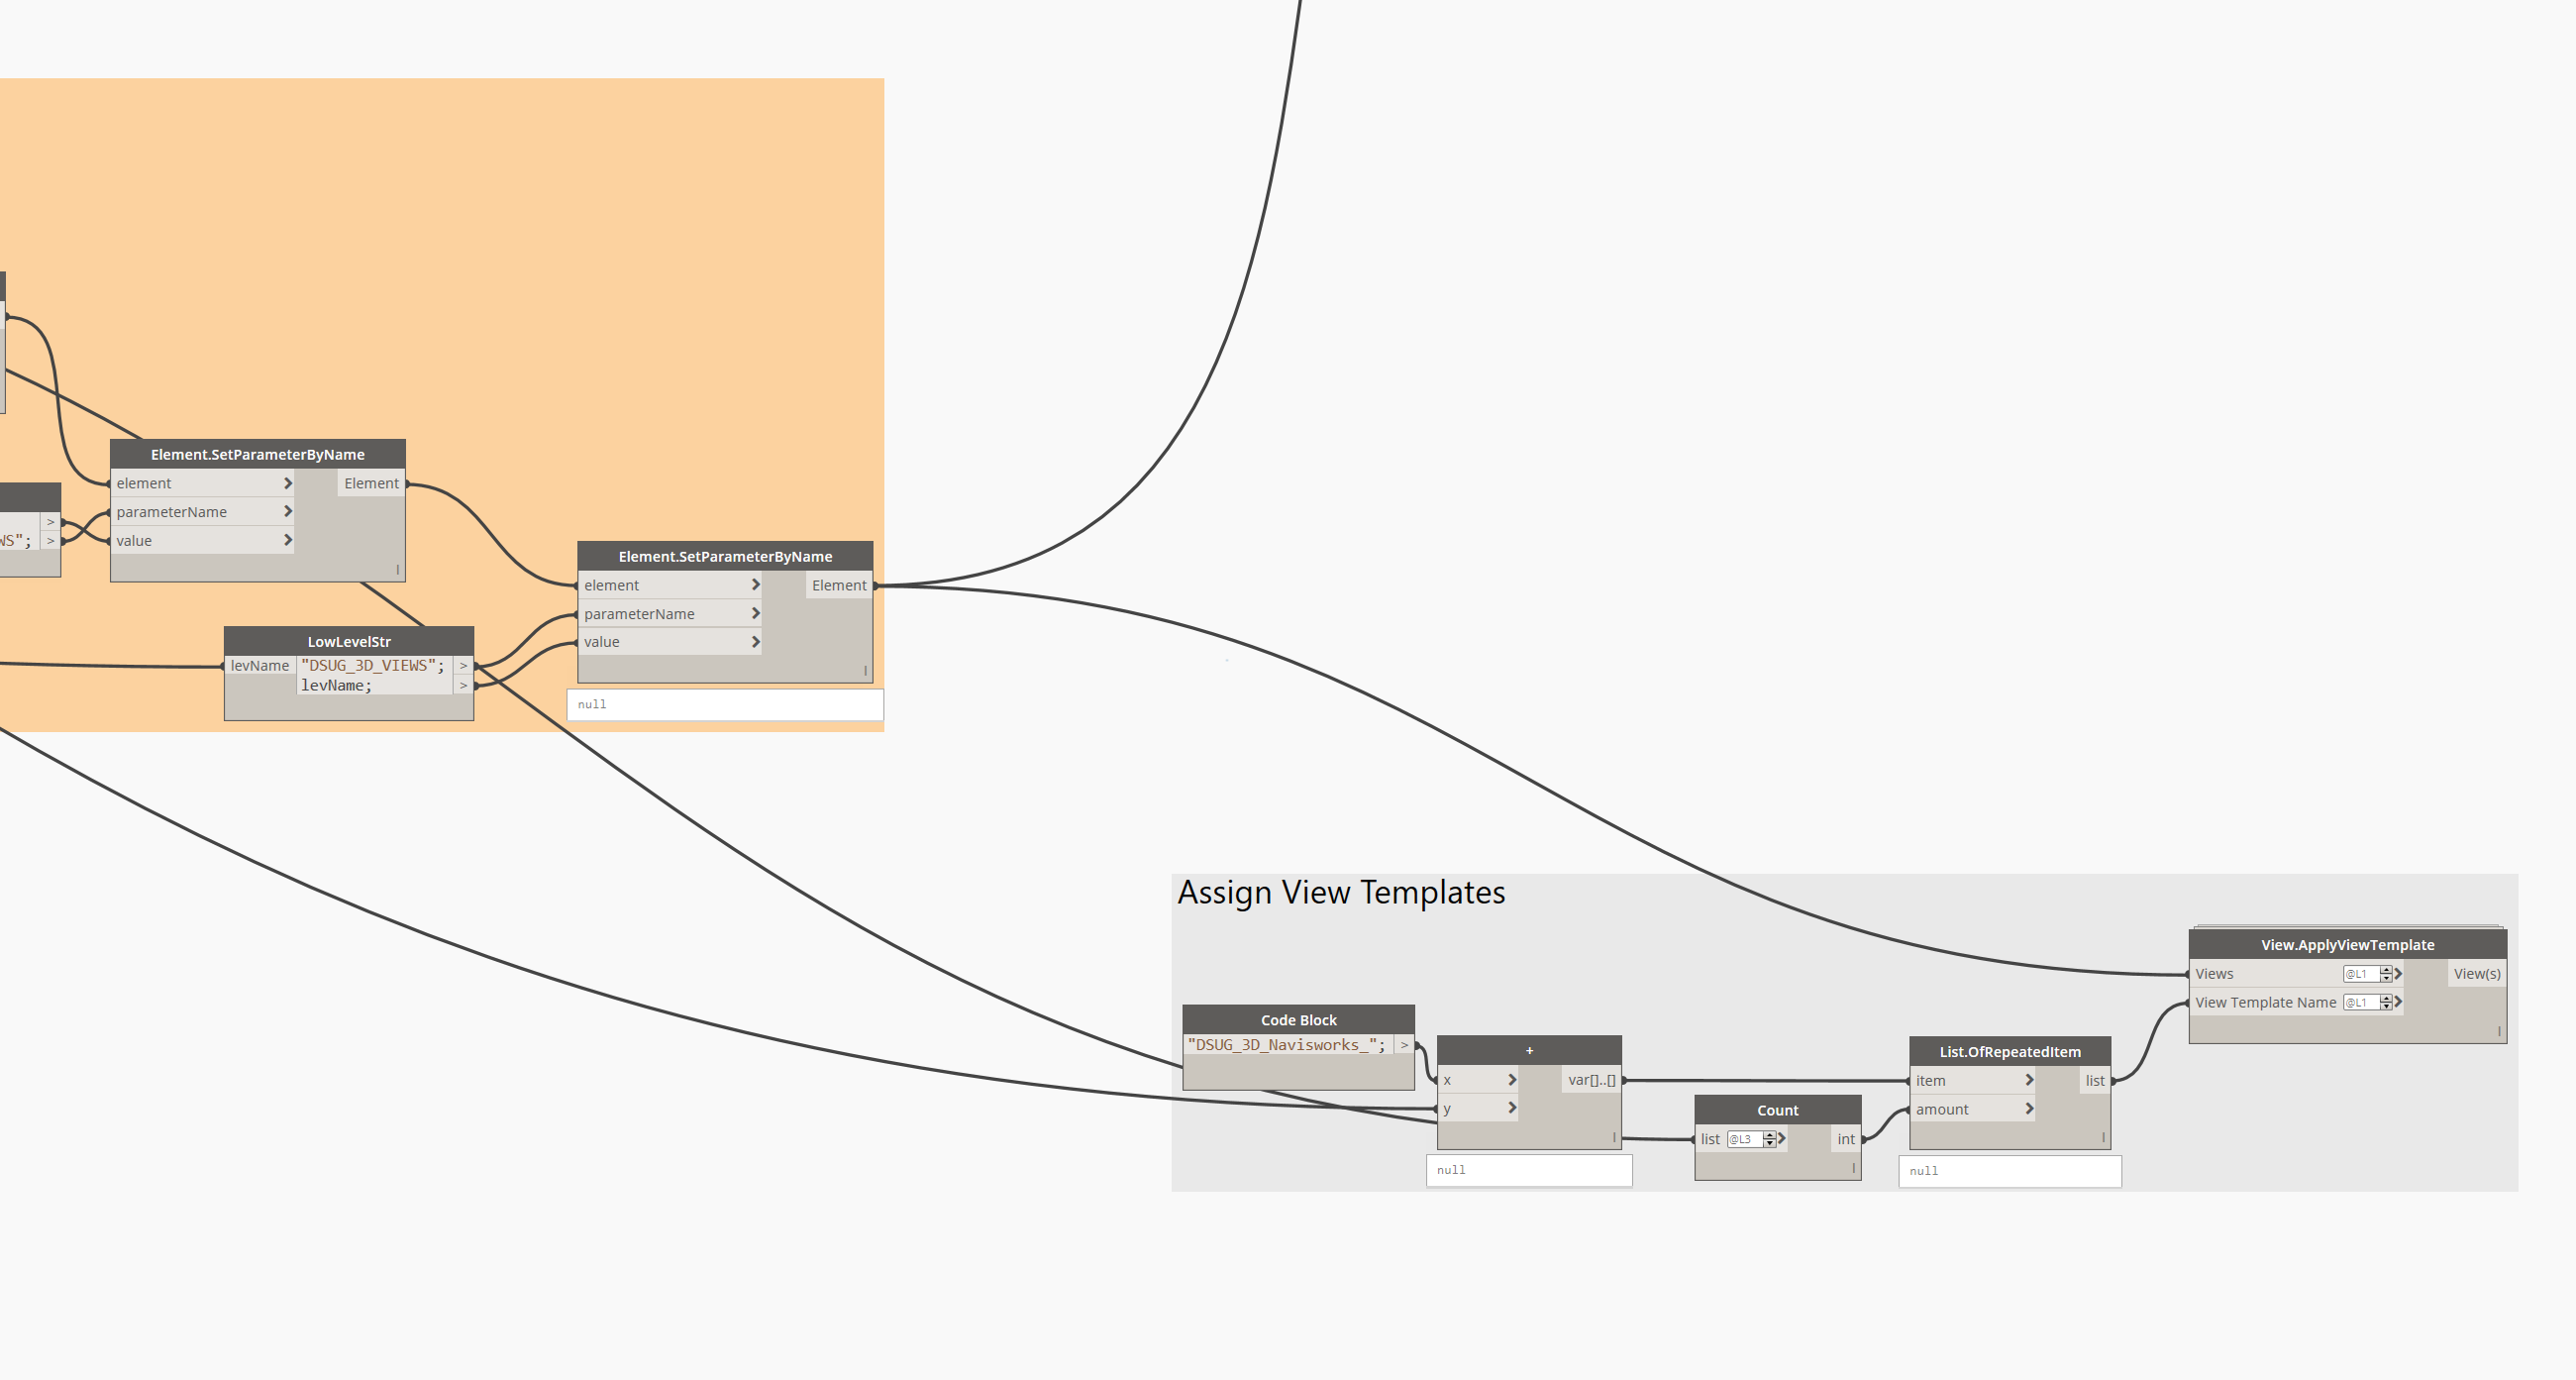 Element.SetParameterByName
element > Element
parameterName >
value >
>
WS"; >
Element.SetParameterByName
element > Element
parameterName >
value >
null
LowLevelStr
levName "DSUG_3D_VIEWS"; >
levName; >
Assign View Templates
View.ApplyViewTemplate
Views @L1 > View(s)
View Template Name @L1 >
Code Block
"DSUG_3D_Navisworks_"; >
+
x > var[]..[]
y >
null
Count
list @L3 > int
List.OfRepeatedItem
item > list
amount >
null